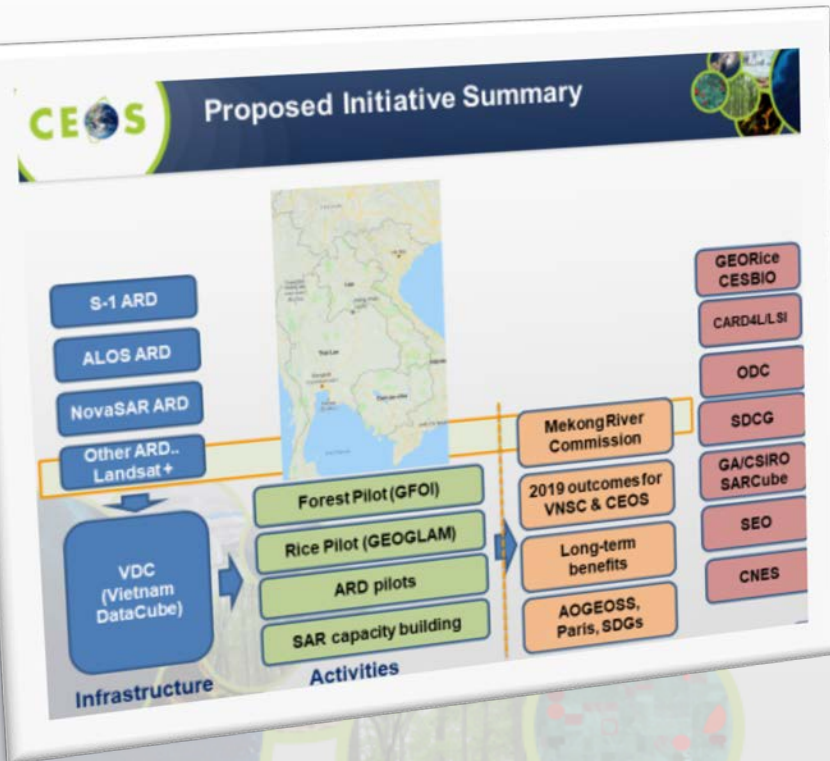 CEOS
Proposed Initiative Summary
S-1 ARD
ALOS ARD
NovaSAR ARD
Other ARD..
Landsat+
VDC
(Vietnam
DataCube)
Infrastructure
Forest Pilot (GFOI)
Rice Pilot (GEOGLAM)
ARD pilots
SAR capacity building
Activities
Mekong River
Commission
2019 outcomes for
VNSC & CEOS
Long-term
benefits
AOGEOSS,
Paris, SDGs
GEORice
CESBIO
CARD4L/LSI
ODC
SDCG
GA/CSIRO
SARCube
SEO
CNES